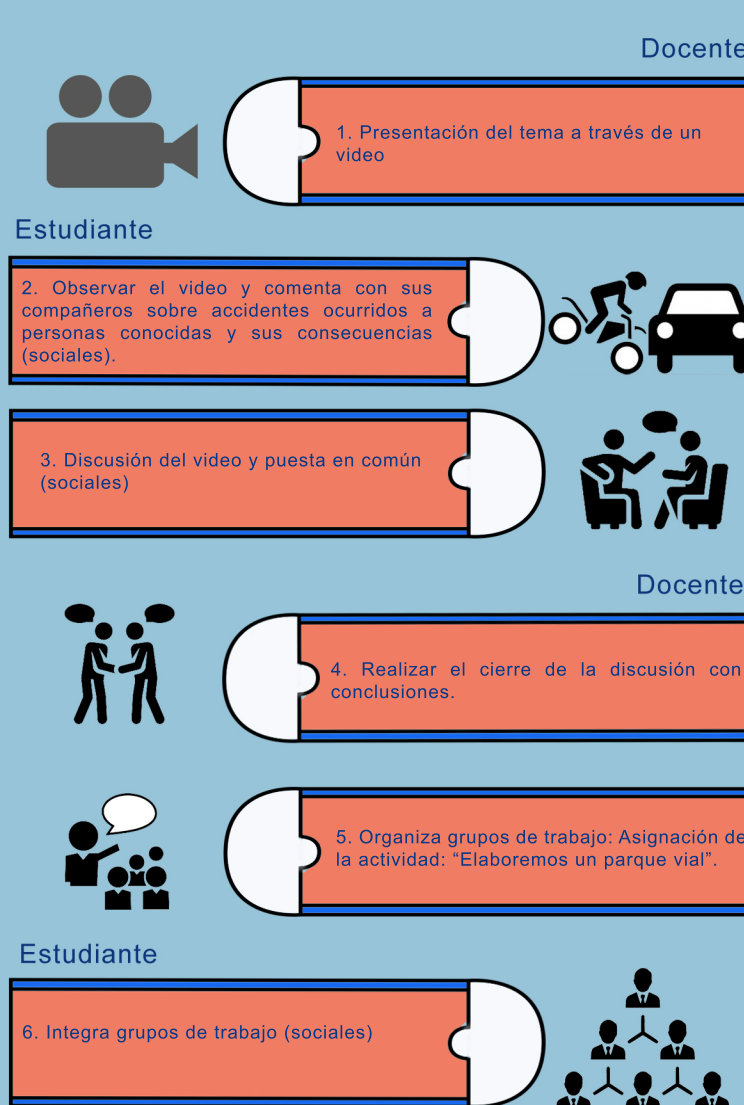 Docente
1. Presentación del tema a través de un
video
Estudiante
2. Observar el video y comenta con sus
compañeros sobre accidentes ocurridos a
personas conocidas y sus consecuencias
(sociales).
3. Discusión del video y puesta en común
(sociales)
Docente
4. Realizar el cierre de la discusión con
conclusiones.
5. Organiza grupos de trabajo: Asignación de
la actividad: “Elaboremos un parque vial”.
Estudiante
6. Integra grupos de trabajo (sociales)